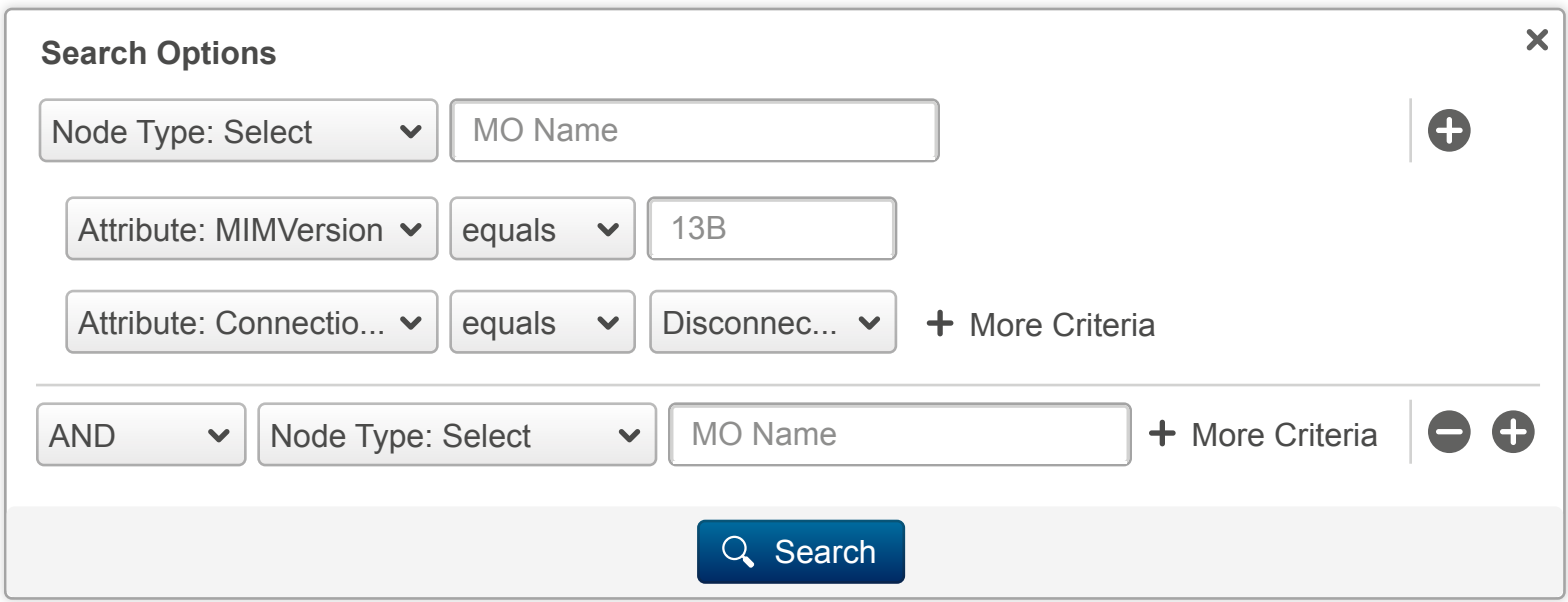 Search Options
Node Type: Select MO Name
Attribute: MIMVersion equals 13B
Attribute: Connectio... equals Disconnec... + More Criteria
AND Node Type: Select MO Name + More Criteria
Search